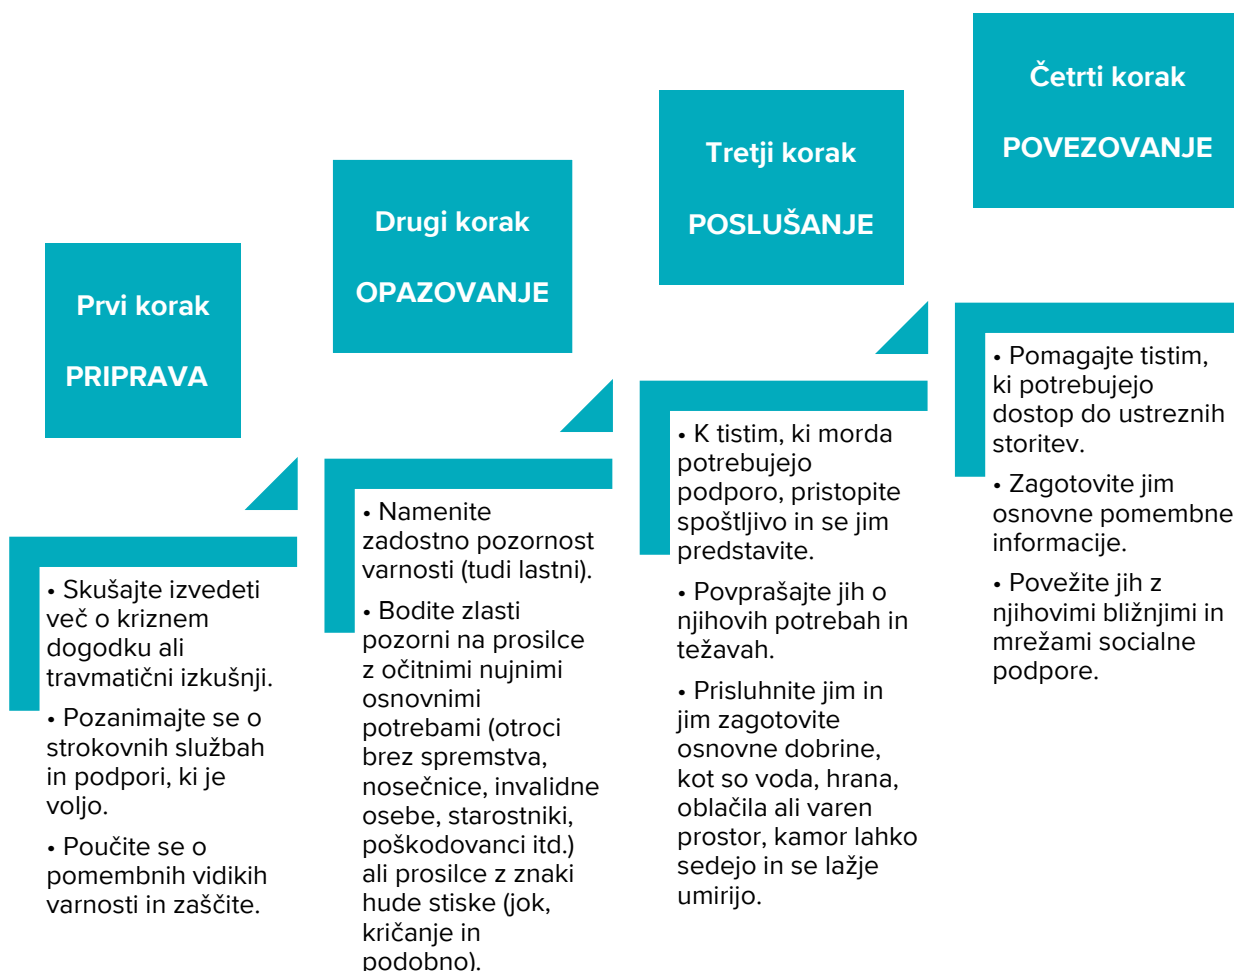 Prvi korak
PRIPRAVA
• Skušajte izvedeti
več o kriznem
dogodku ali
travmatični izkušnji.
• Pozanimajte se o
strokovnih službah
in podpori, ki je
voljo.
• Poučite se o
pomembnih vidikih
varnosti in zaščite.
Drugi korak
OPAZOVANJE
• Namenite
zadostno pozornost
varnosti (tudi lastni).
• Bodite zlasti
pozorni na prosilce
z očitnimi nujnimi
osnovnimi
potrebami (otroci
brez spremstva,
nosečnice, invalidne
osebe, starostniki,
poškodovanci itd.)
ali prosilce z znaki
hude stiske (jok,
kričanje in
podobno).
Tretji korak
POSLUŠANJE
• K tistim, ki morda
potrebujejo
podporo, pristopite
spoštljivo in se jim
predstavite.
• Povprašajte jih o
njihovih potrebah in
težavah.
• Prisluhnite jim in
jim zagotovite
osnovne dobrine,
kot so voda, hrana,
oblačila ali varen
prostor, kamor lahko
sedejo in se lažje
umirijo.
Četrti korak
POVEZOVANJE
• Pomagajte tistim,
ki potrebujejo
dostop do ustreznih
storitev.
• Zagotovite jim
osnovne pomembne
informacije.
• Povežite jih z
njihovimi bližnjimi in
mrežami socialne
podpore.